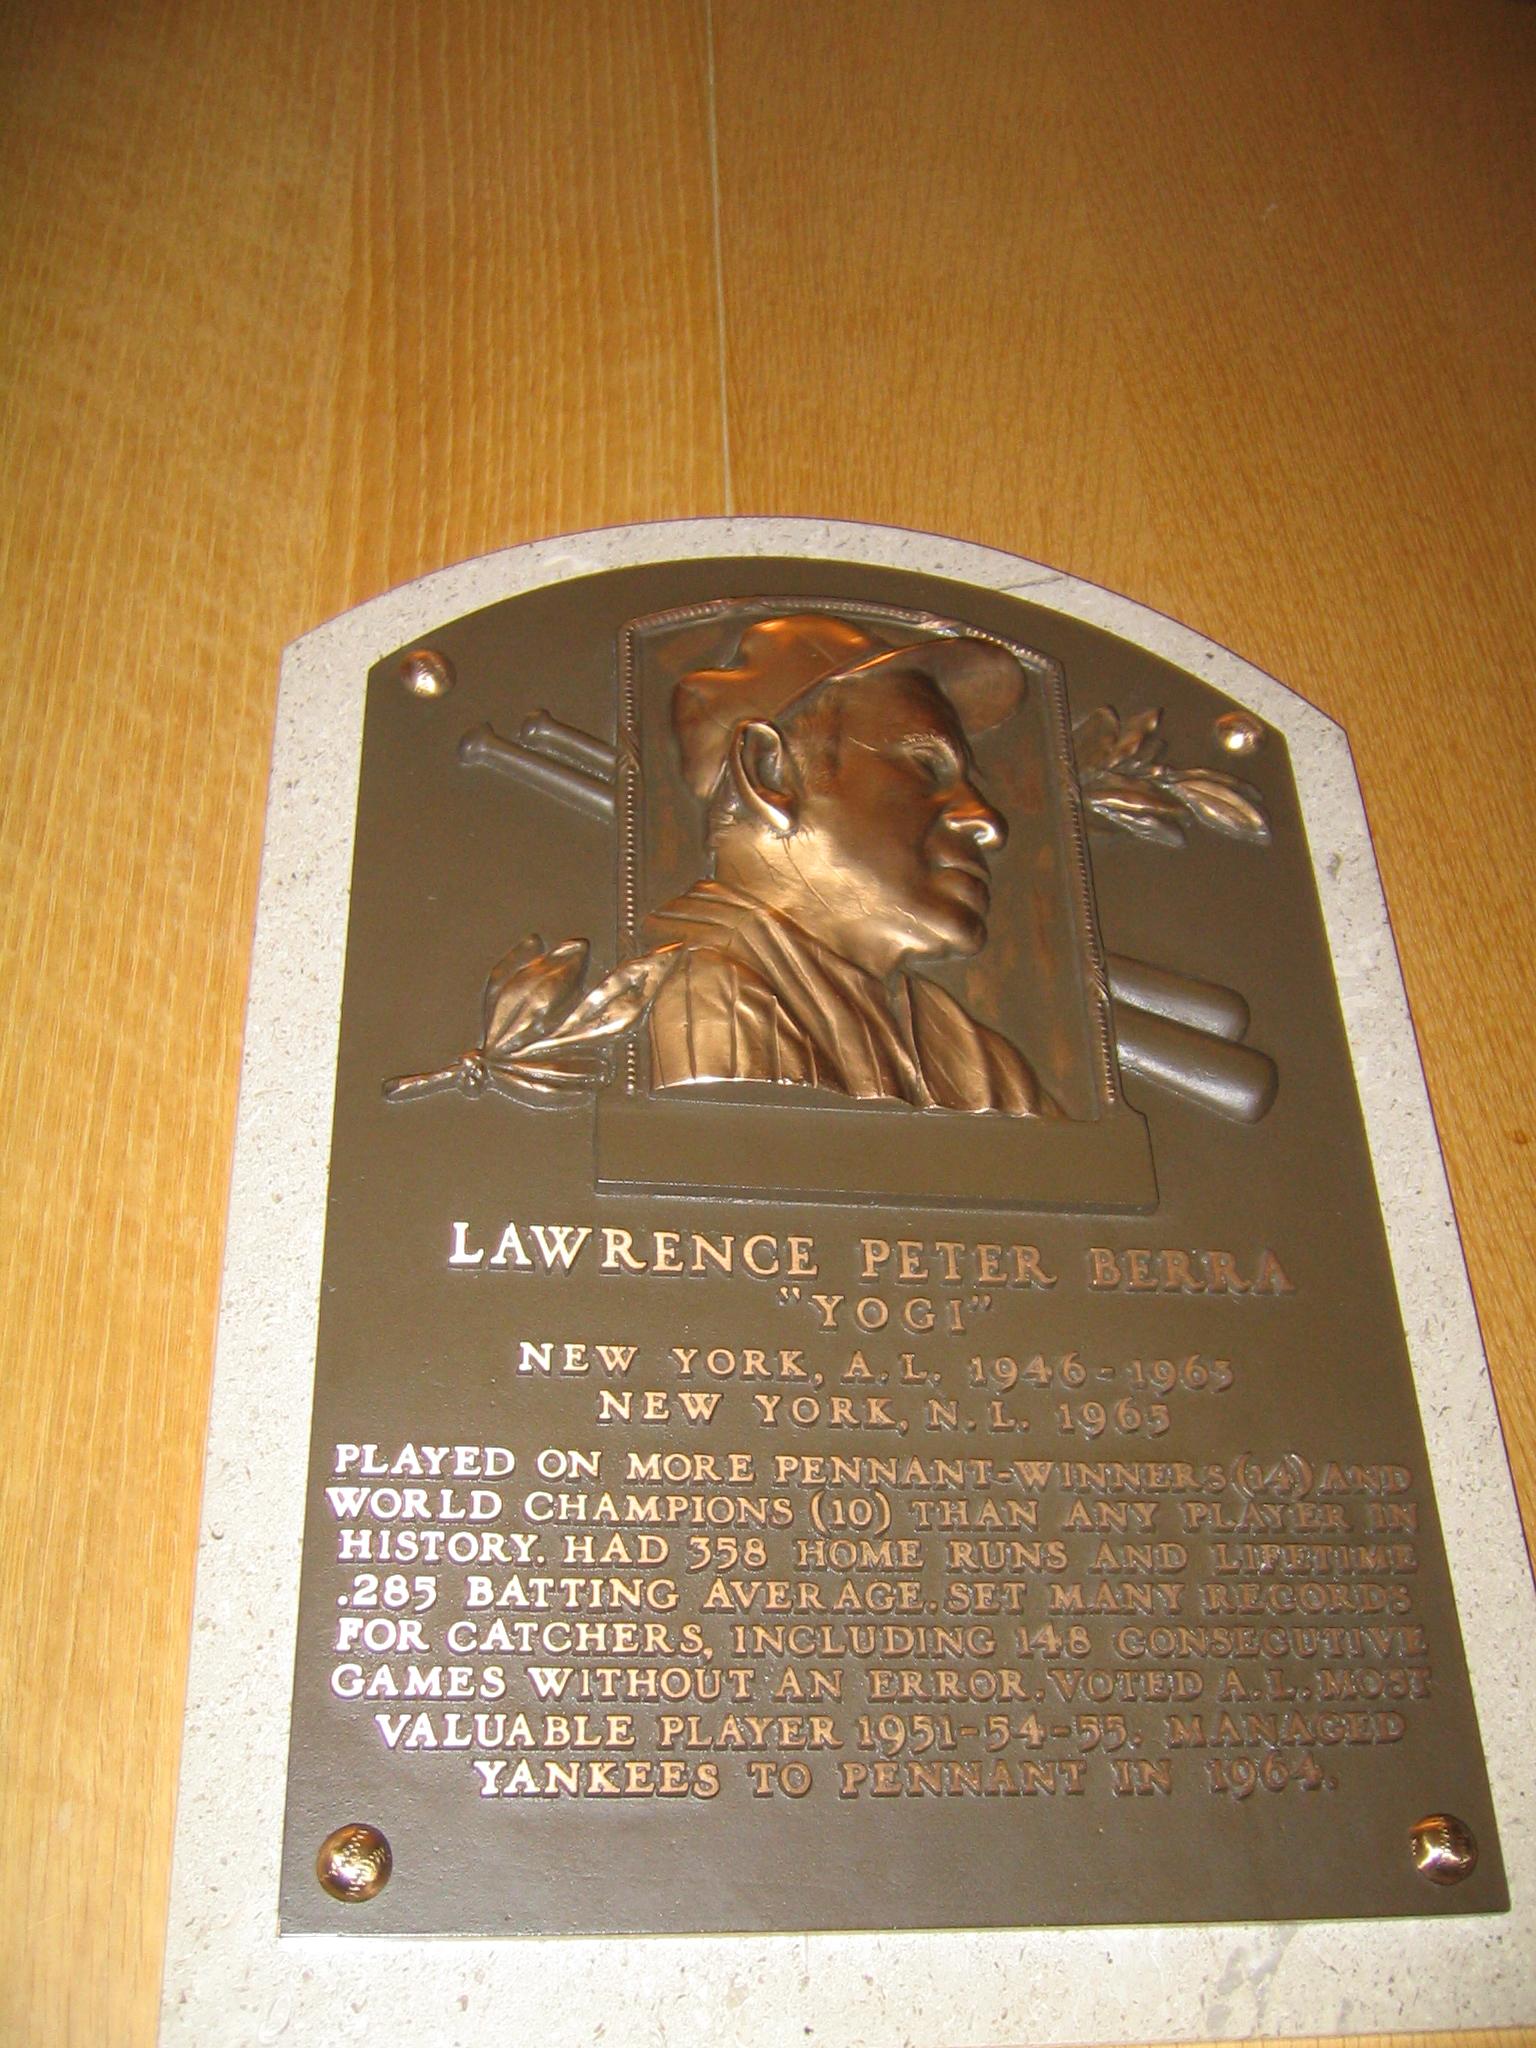 LAWRENCE PETER BERRA
"YOGI"
NEW YORK, A.L. 1946-1963
NEW YORK, N.L. 1965
PLAYED ON MORE PENNANT-WINNERS (14) AND
WORLD CHAMPIONS (10) THAN ANY PLAYER IN
HISTORY. HAD 358 HOME RUNS AND LIFETIME
.285 BATTING AVERAGE. SET MANY RECORDS
FOR CATCHERS, INCLUDING 148 CONSECUTIVE
GAMES WITHOUT AN ERROR. VOTED A.L. MOST
VALUABLE PLAYER 1951-54-55. MANAGED
YANKEES TO PENNANT IN 1964.